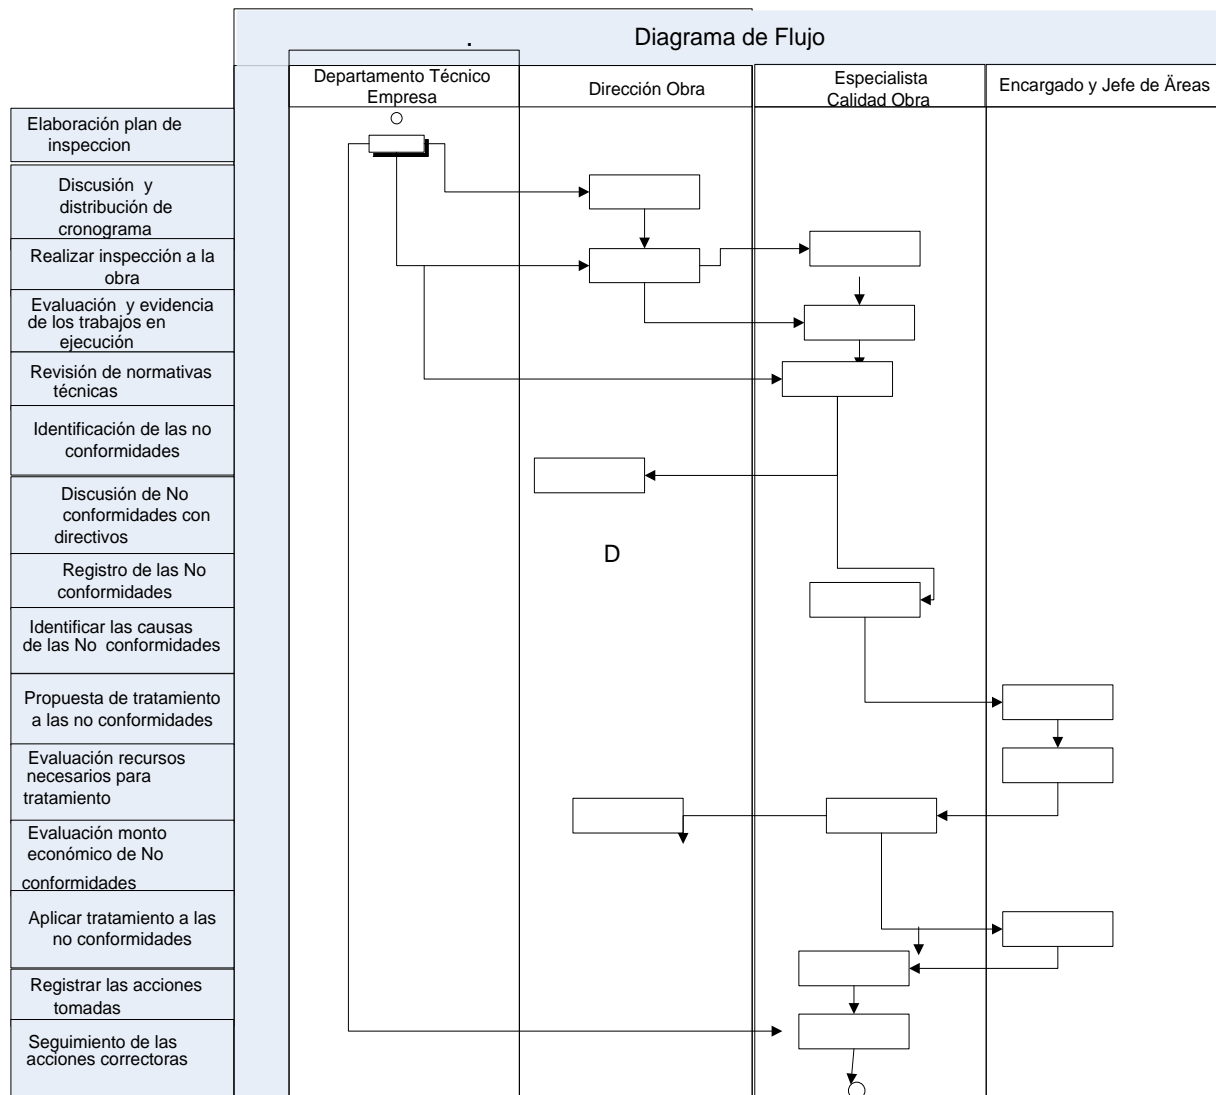 .
Diagrama de Flujo
Departamento Técnico
Empresa
Dirección Obra
Especialista
Calidad Obra
Encargado y Jefe de Äreas
Elaboración plan de
inspeccion
Discusión y
distribución de
cronograma
Realizar inspección a la
obra
Evaluación y evidencia
de los trabajos en
ejecución
Revisión de normativas
técnicas
Identificación de las no
conformidades
Discusión de No
conformidades con
directivos
D
Registro de las No
conformidades
Identificar las causas
de las No conformidades
Propuesta de tratamiento
a las no conformidades
Evaluación recursos
necesarios para
tratamiento
Evaluación monto
económico de No
conformidades
Aplicar tratamiento a las
no conformidades
Registrar las acciones
tomadas
Seguimiento de las
acciones correctoras